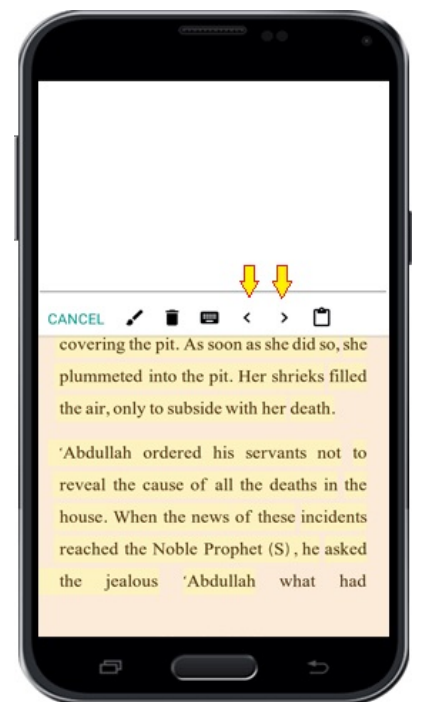 CANCEL
covering the pit. As soon as she did so, she
plummeted into the pit. Her shrieks filled
the air, only to subside with her death.
‘Abdullah ordered his servants not to
reveal the cause of all the deaths in the
house. When the news of these incidents
reached the Noble Prophet (S) , he asked
the jealous ‘Abdullah what had